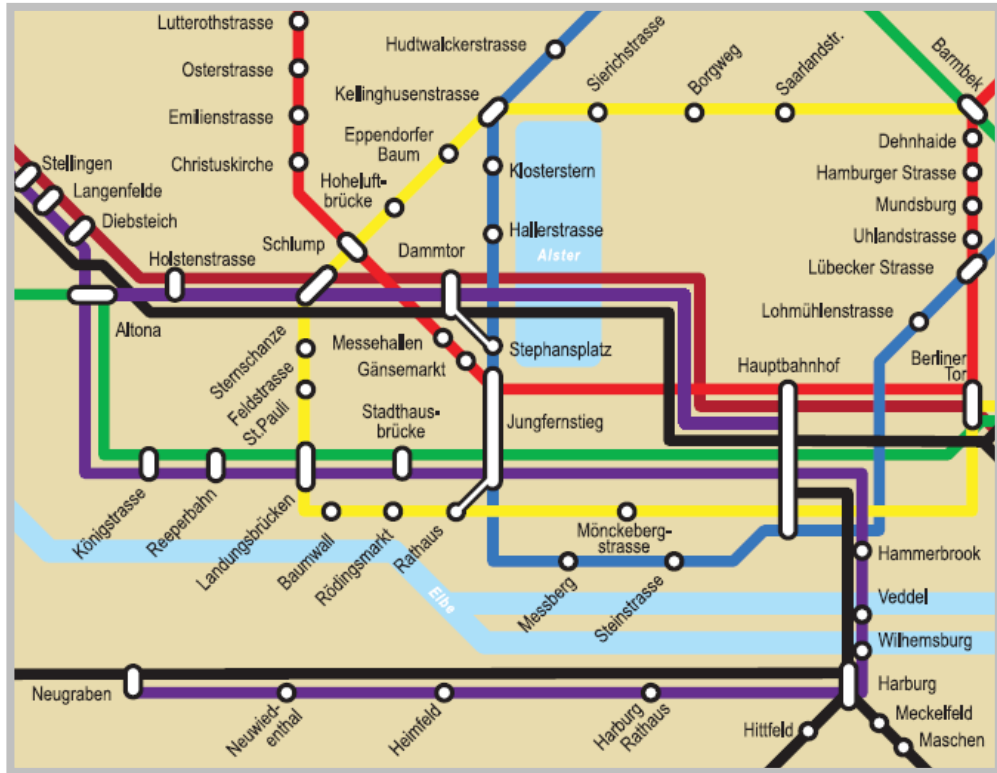 Lutterothstrasse
Hudtwalckerstrasse
Sierichstrasse
Borgweg
Saarlandstr.
Barmbek
Osterstrasse
Kellinghusenstrasse
Emilienstrasse
Eppendorfer
Baum
Dehnhaide
Christuskirche
Klosterstern
Hamburger Strasse
Stellingen
Langenfelde
Diebsteich
Hoheluft-
brücke
Mundsburg
Hallerstrasse
Uhlandstrasse
Schlump
Dammtor
Alster
Holstenstrasse
Lübecker Strasse
Lohmühlenstrasse
Altona
Sternschanze
Messehallen
Stephansplatz
Gänsemarkt
Hauptbahnhof
Berliner
Tor
Feldstrasse
St.Pauli
Stadthaus-
brücke
Jungfernstieg
Königstrasse
Reeperbahn
Landungsbrücken
Baumwall
Rödingsmarkt
Rathaus
Mönckeberg-
strasse
Messberg
Steinstrasse
Hammerbrook
Elbe
Veddel
Wilhemsburg
Neugraben
Harburg
Neuwied-
enthal
Heimfeld
Harburg
Rathaus
Hittfeld
Meckelfeld
Maschen